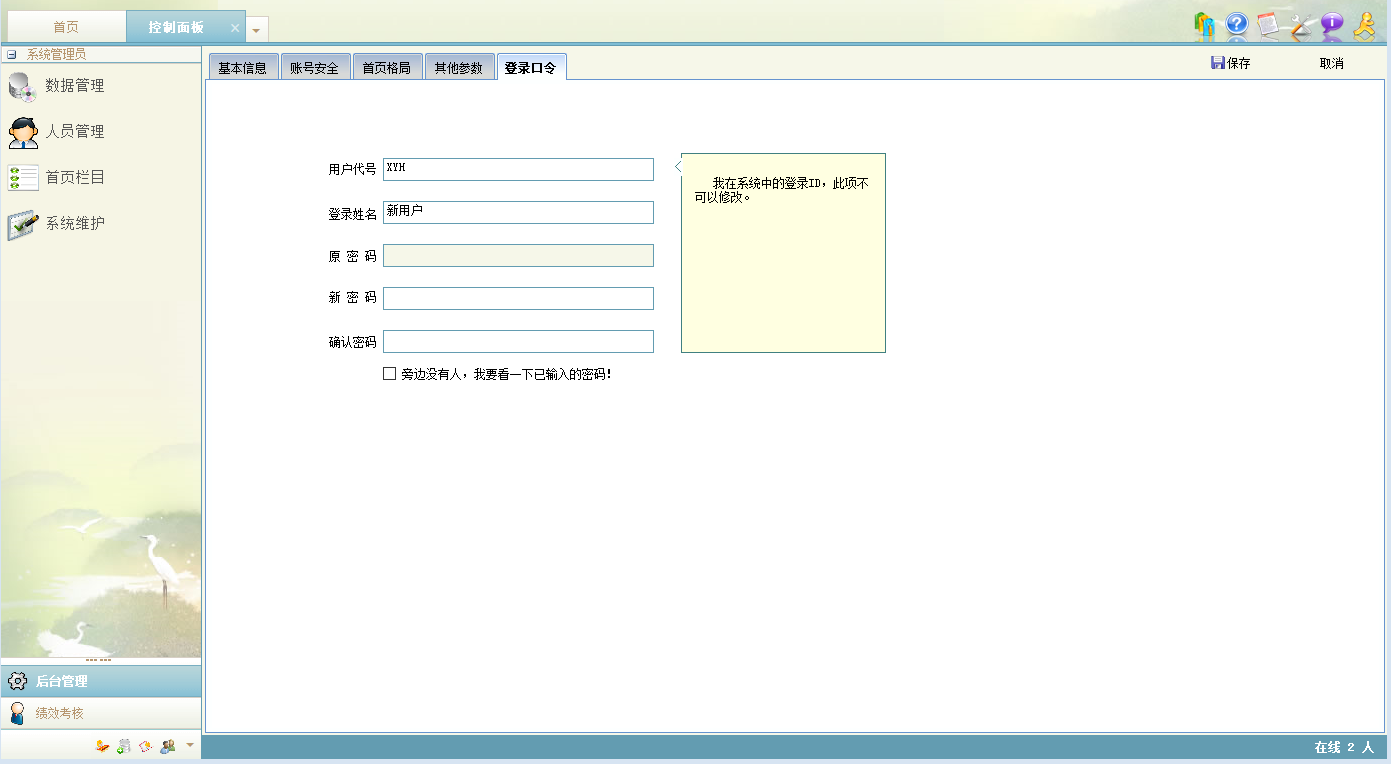 首页
控制面板
系统管理员
数据管理
人员管理
首页栏目
系统维护
后台管理
绩效考核
基本信息
账号安全
首页格局
其他参数
登录口令
保存
取消
用户代号 XYH
登录姓名 新用户
原 密 码
新 密 码
确认密码
旁边没有人，我要看一下已输入的密码!
我在系统中的登录ID，此项不
可以修改。
在线 2 人